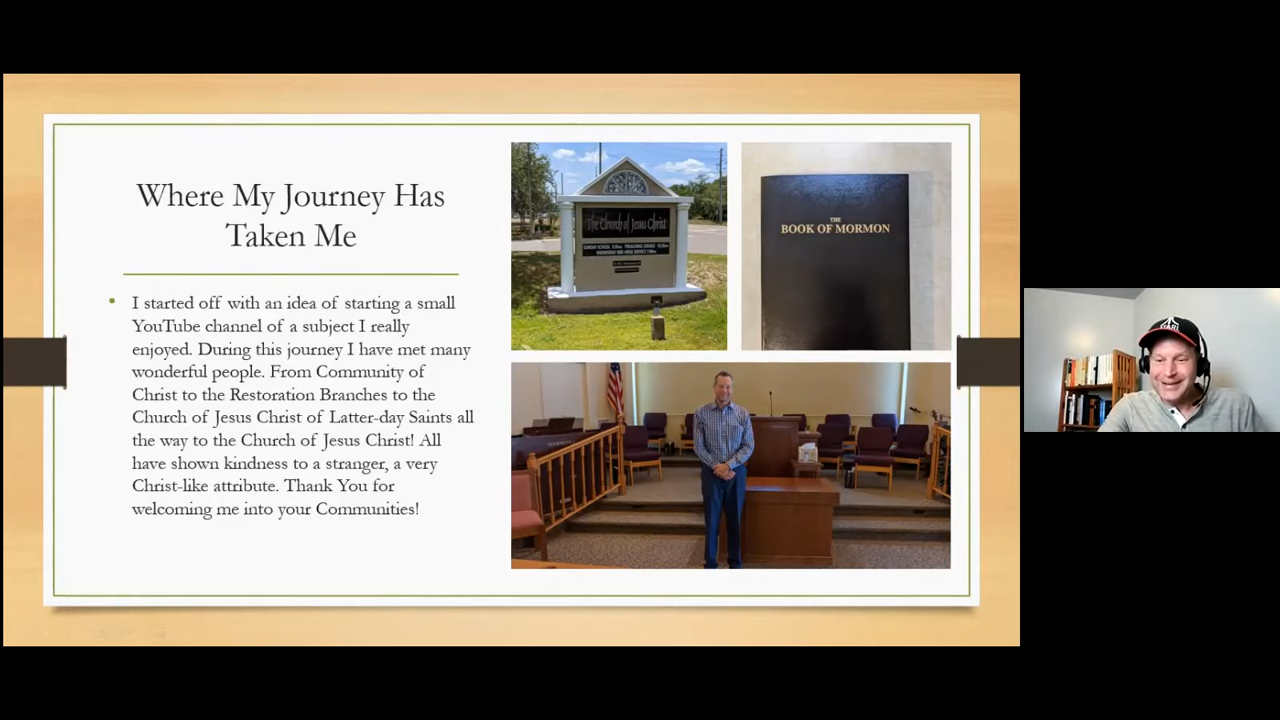 Where My Journey Has
Taken Me
• I started off with an idea of starting a small
YouTube channel of a subject I really
enjoyed. During this journey I have met many
wonderful people. From Community of
Christ to the Restoration Branches to the
Church of Jesus Christ of Latter-day Saints all
the way to the Church of Jesus Christ! All
have shown kindness to a stranger, a very
Christ-like attribute. Thank You for
welcoming me into your Communities!
The Church of Jesus Christ
THE
BOOK OF MORMON
ATARI